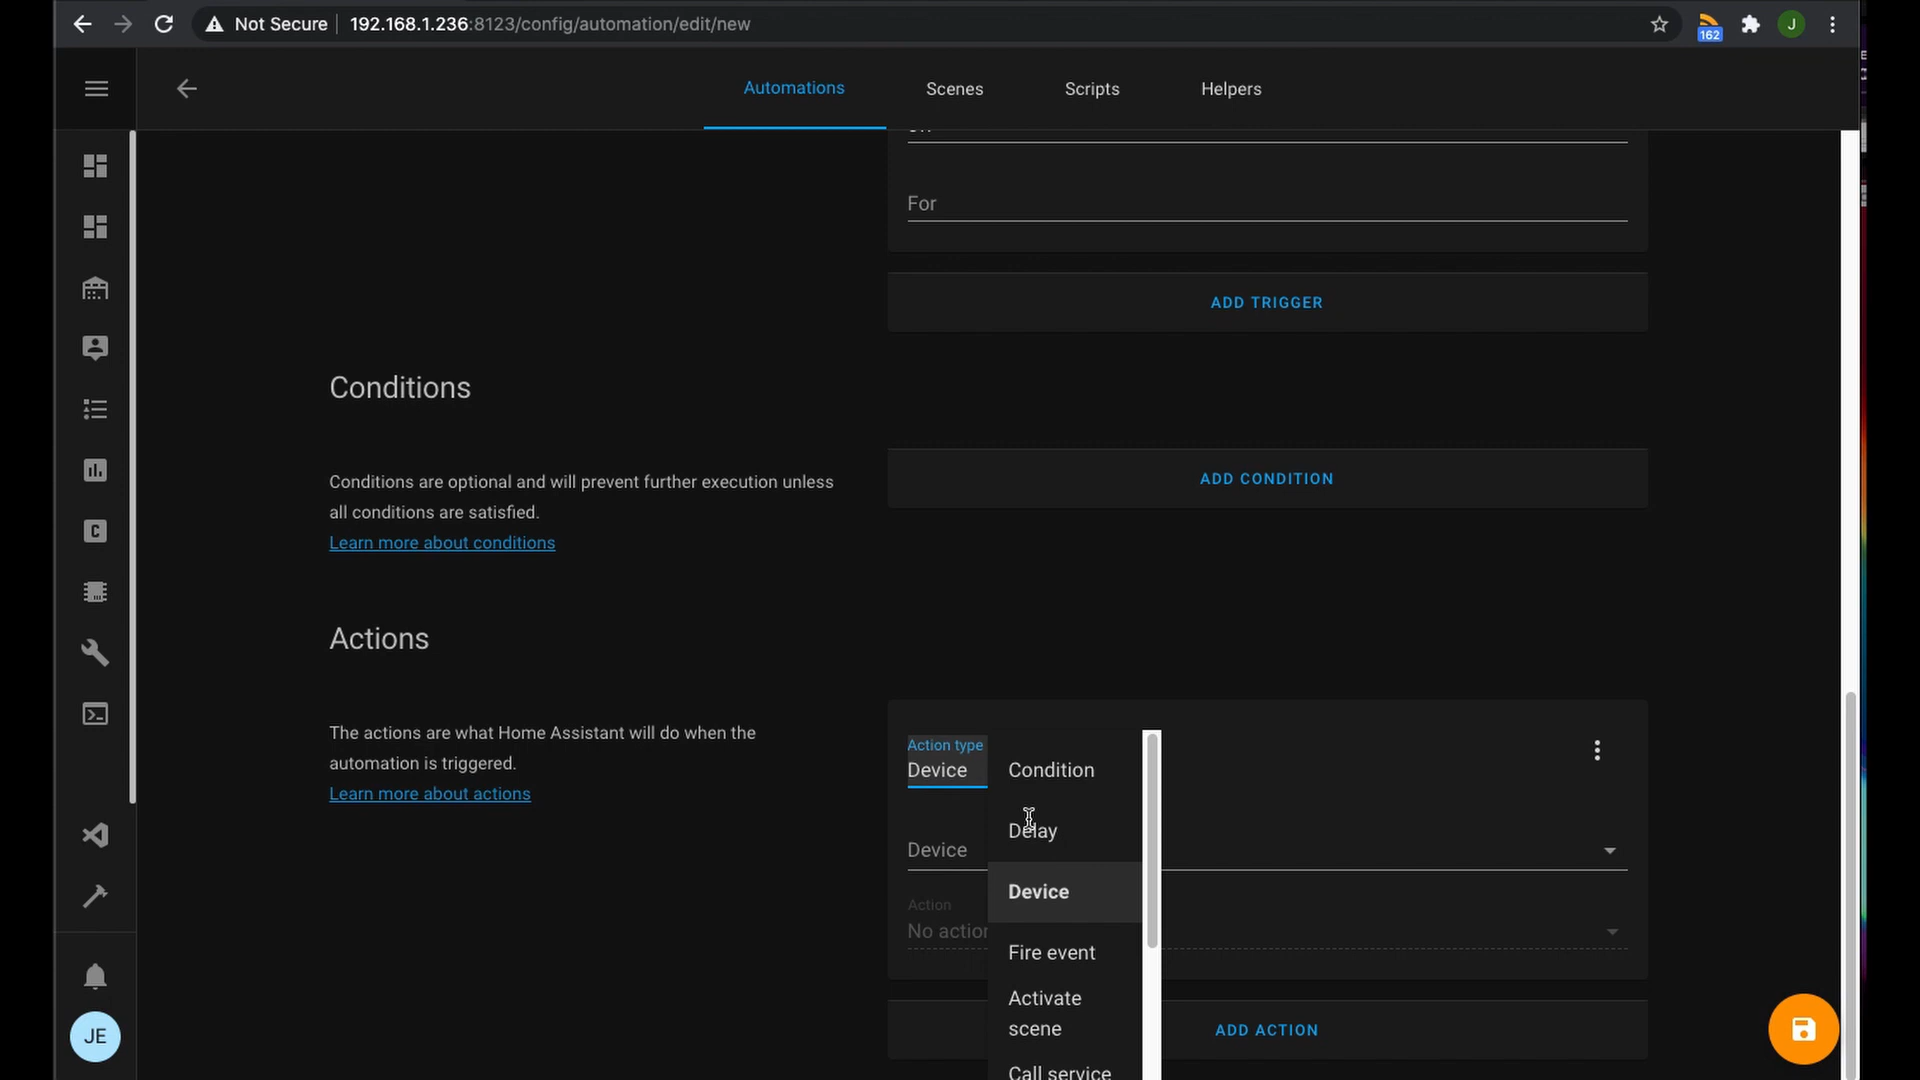 Not Secure
192.168.1.236:8123/config/automation/edit/new
162
J
Automations
Scenes
Scripts
Helpers
For
ADD TRIGGER
Conditions
Conditions are optional and will prevent further execution unless
all conditions are satisfied.
Learn more about conditions
ADD CONDITION
Actions
The actions are what Home Assistant will do when the
automation is triggered.
Learn more about actions
Action type
Device
Condition
Delay
Device
Device
Action
No action
Fire event
Activate
scene
Call service
ADD ACTION
C
JE